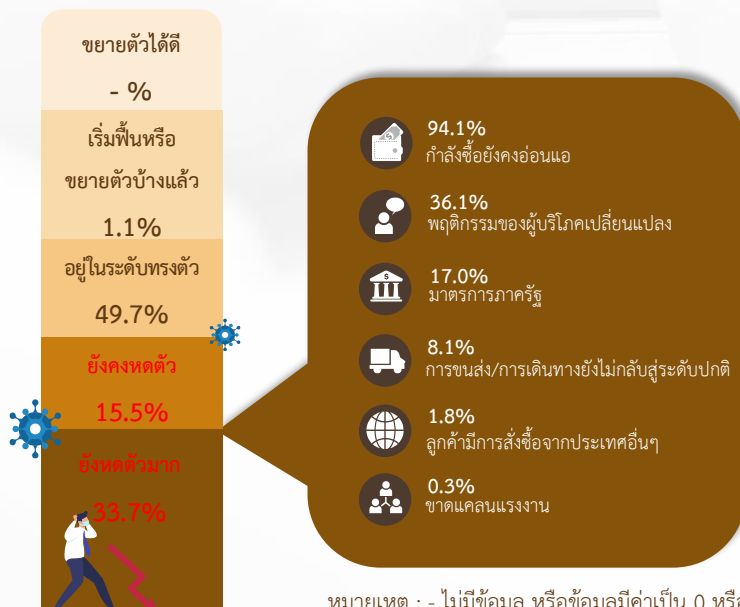 ขยายตัวได้ดี
- %
เริ่มฟื้นหรือ
ขยายตัวบ้างแล้ว
1.1%
อยู่ในระดับทรงตัว
49.7%
ยังคงหดตัว
15.5%
ยังหดตัวมาก
33.7%
94.1%
กำลังซื้อยังคงอ่อนแอ
36.1%
พฤติกรรมของผู้บริโภคเปลี่ยนแปลง
17.0%
มาตรการภาครัฐ
8.1%
การขนส่ง/การเดินทางยังไม่กลับสู่ระดับปกติ
1.8%
ลูกค้ามีการสั่งซื้อจากประเทศอื่นๆ
0.3%
ขาดแคลนแรงงาน
หมายเหตุ : - ไม่มีข้อมูล หรือข้อมูลมีค่าเป็น 0 หรือ